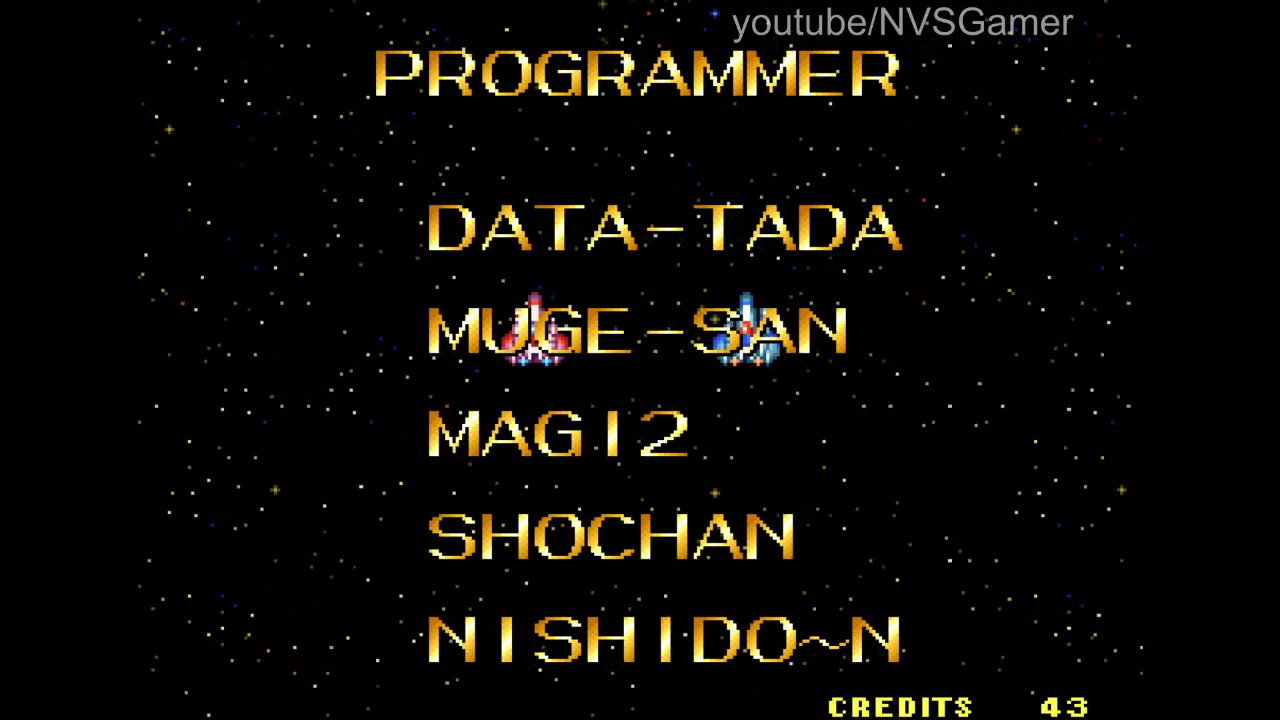 youtube/NVSGamer
PROGRAMMER
DATA-TADA
MUGE-SAN
MAGI2
SHOCHAN
NISHIDO~N
CREDITS 43